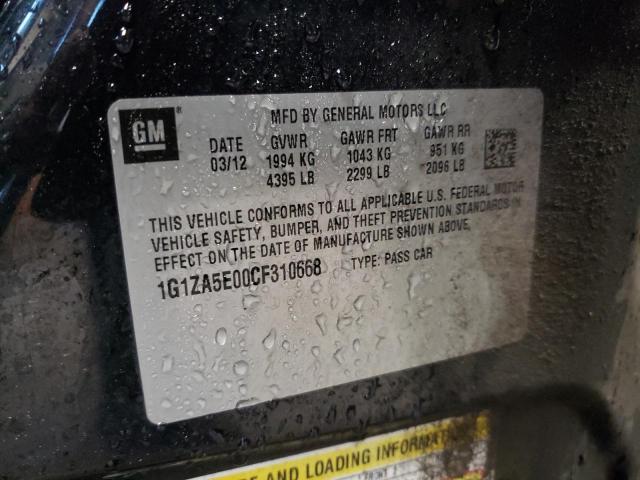 GM
MFD BY GENERAL MOTORS LLC
DATE GVWR GAWR FRT GAWR RR
03/12 1994 KG 1043 KG 951 KG
4395 LB 2299 LB 2096 LB
THIS VEHICLE CONFORMS TO ALL APPLICABLE U.S. FEDERAL MOTOR
VEHICLE SAFETY, BUMPER, AND THEFT PREVENTION STANDARDS IN
EFFECT ON THE DATE OF MANUFACTURE SHOWN ABOVE.
1G1ZA5E00CF310668 TYPE: PASS CAR
AND LOADING INFORMATION